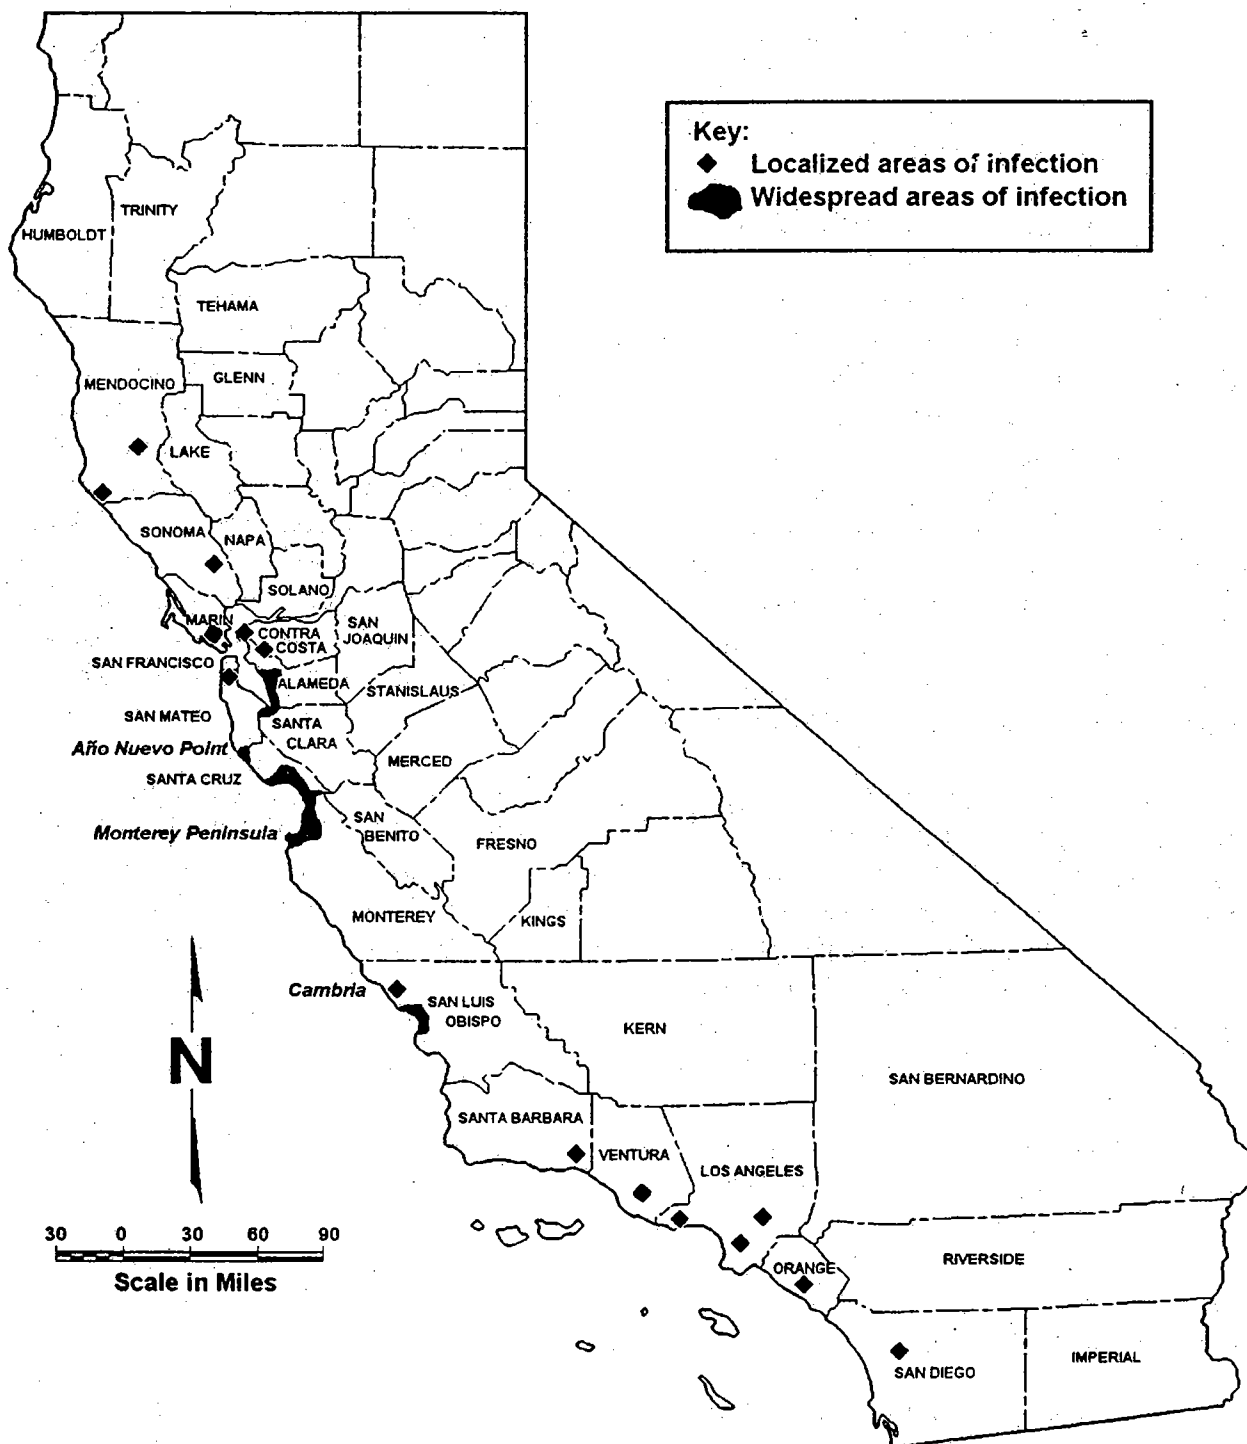 Key:
Localized areas of infection
Widespread areas of infection
TRINITY
HUMBOLDT
TEHAMA
MENDOCINO
GLENN
LAKE
SONOMA
NAPA
SOLANO
MARIN
CONTRA
COSTA
SAN
JOAQUIN
SAN FRANCISCO
ALAMEDA
STANISLAUS
SAN MATEO
SANTA
CLARA
Año Nuevo Point
MERCED
SANTA CRUZ
SAN
BENITO
Monterey Peninsula
FRESNO
MONTEREY
KINGS
Cambria
SAN LUIS
OBISPO
KERN
N
SAN BERNARDINO
SANTA BARBARA
VENTURA
LOS ANGELES
30 0 30 60 90
Scale in Miles
ORANGE
RIVERSIDE
SAN DIEGO
IMPERIAL